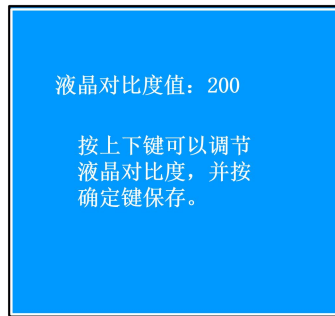 液晶对比度值：200
按上下键可以调节
液晶对比度，并按
确定键保存。